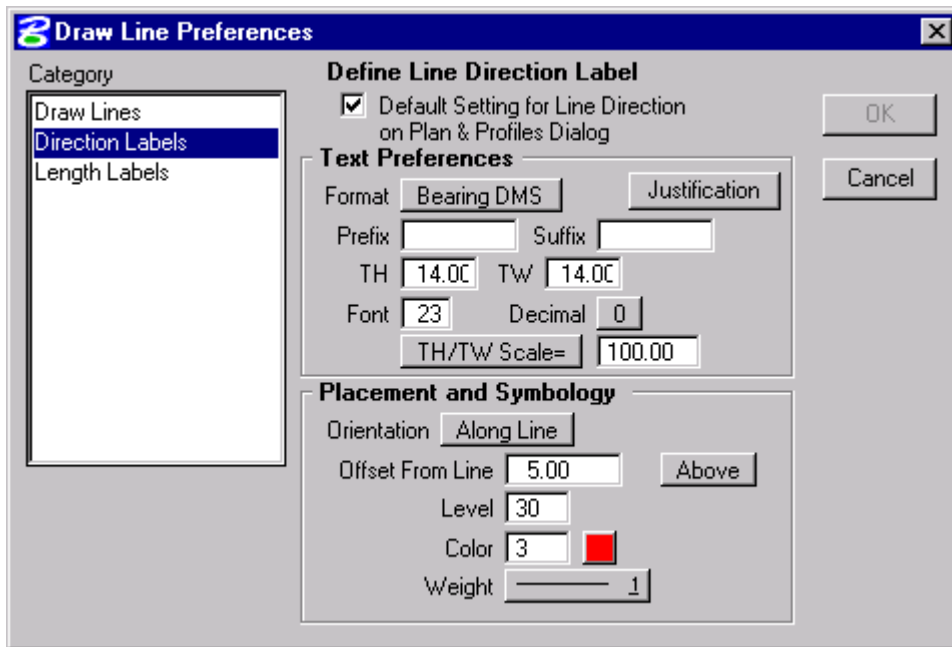 Draw Line Preferences
Category
Draw Lines
Direction Labels
Length Labels
Define Line Direction Label
Default Setting for Line Direction
on Plan & Profiles Dialog
OK
Cancel
Text Preferences
Format Bearing DMS Justification
Prefix Suffix
TH 14.00 TW 14.00
Font 23 Decimal 0
TH/TW Scale= 100.00
Placement and Symbology
Orientation Along Line
Offset From Line 5.00 Above
Level 30
Color 3
Weight 1